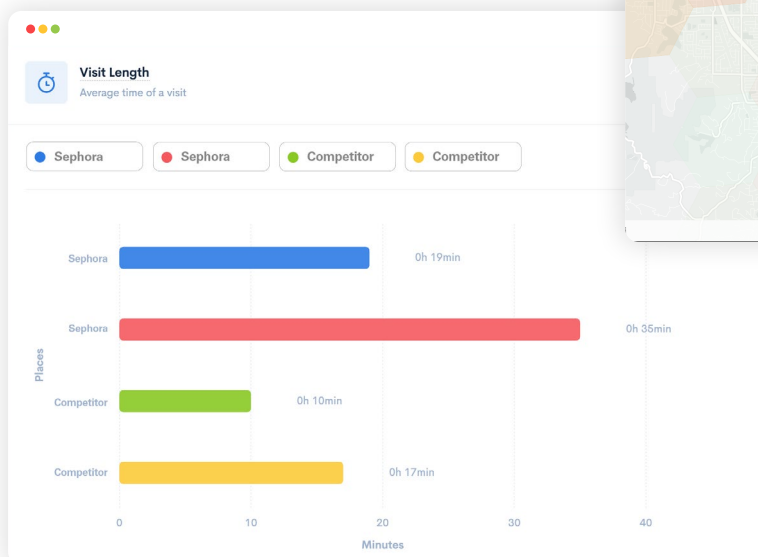 Visit Length
Average time of a visit
Sephora
Sephora
Competitor
Competitor
Sephora
0h 19min
Sephora
0h 35min
Competitor
0h 10min
Competitor
0h 17min
Places
0
10
20
30
40
Minutes